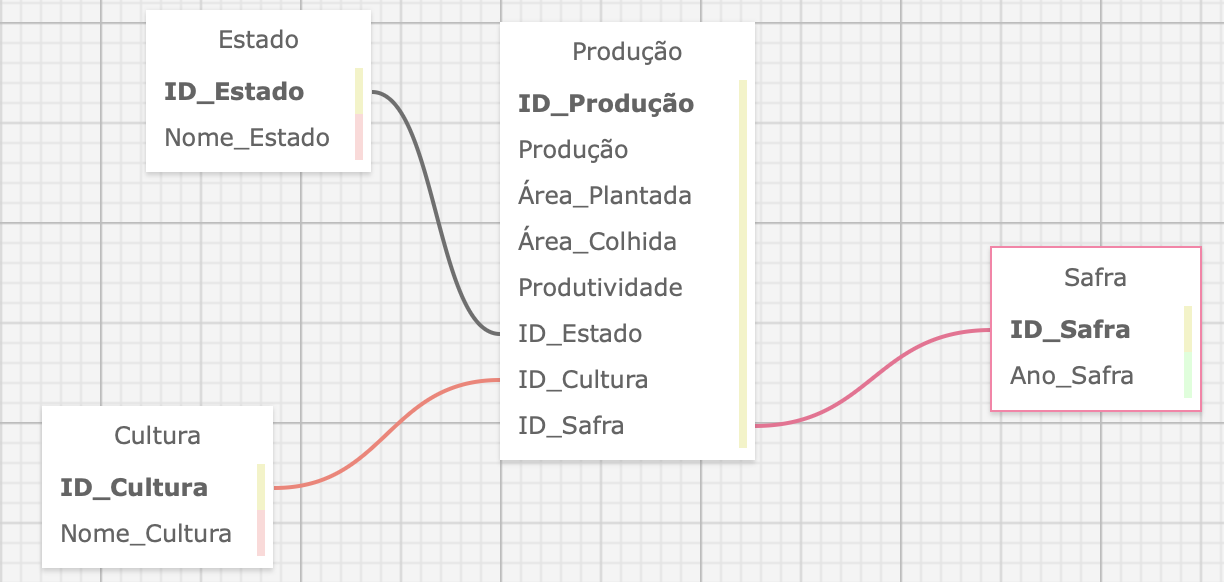 Estado
ID_Estado
Nome_Estado
Produção
ID_Produção
Produção
Área_Plantada
Área_Colhida
Produtividade
ID_Estado
ID_Cultura
ID_Safra
Safra
ID_Safra
Ano_Safra
Cultura
ID_Cultura
Nome_Cultura